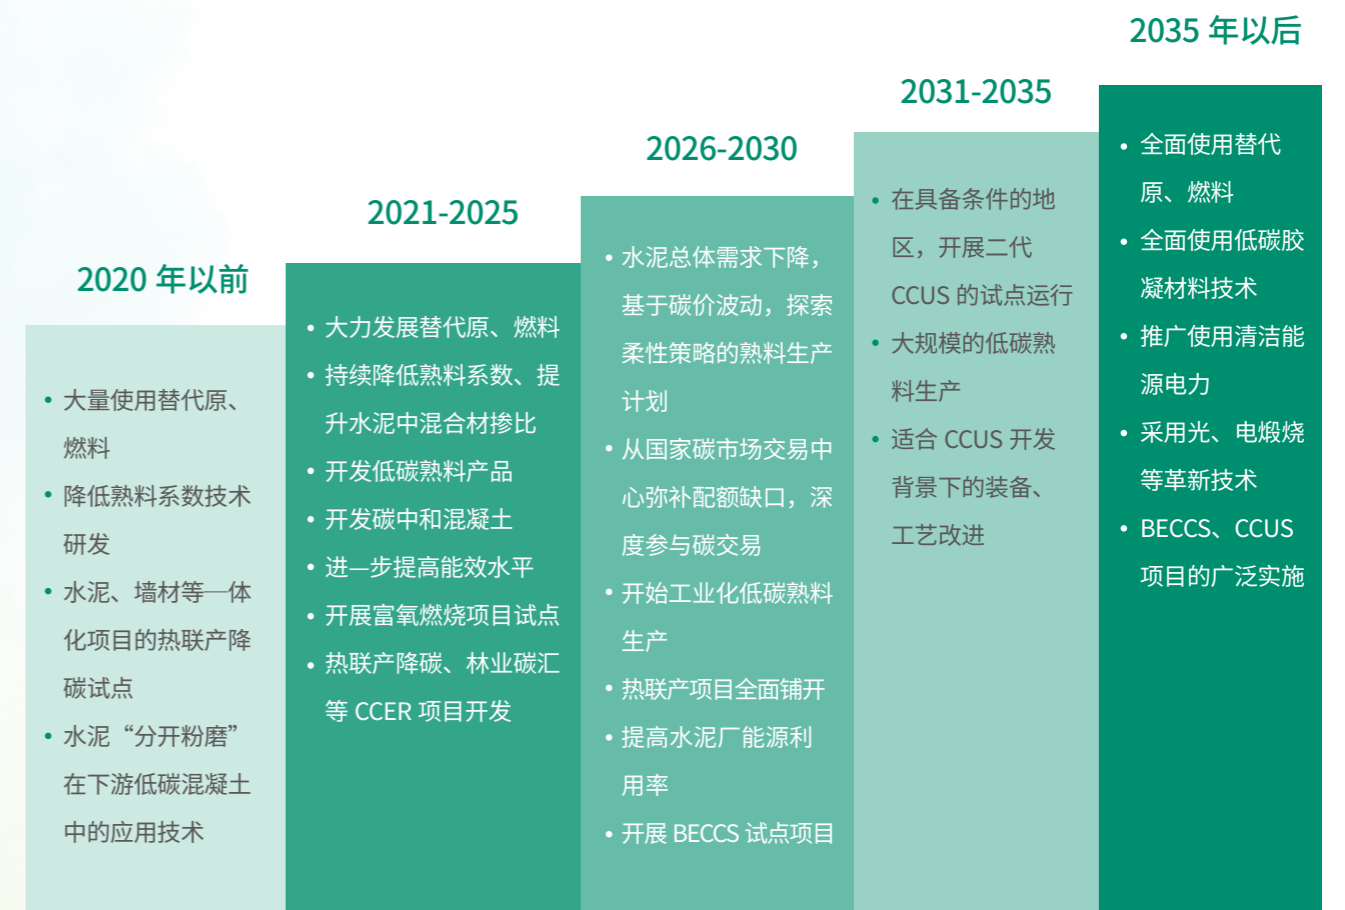 2020 年以前
• 大量使用替代原、
燃料
• 降低熟料系数技术
研发
• 水泥、墙材等一体
化项目的热联产降
碳试点
• 水泥“分开粉磨”
在下游低碳混凝土
中的应用技术
2021-2025
• 大力发展替代原、燃料
• 持续降低熟料系数、提
升水泥中混合材掺比
• 开发低碳熟料产品
• 开发碳中和混凝土
• 进一步提高能效水平
• 开展富氧燃烧项目试点
• 热联产降碳、林业碳汇
等 CCER 项目开发
2026-2030
• 水泥总体需求下降，
基于碳价波动，探索
柔性策略的熟料生产
计划
• 从国家碳市场交易中
心弥补配额缺口，深
度参与碳交易
• 开始工业化低碳熟料
生产
• 热联产项目全面铺开
• 提高水泥厂能源利
用率
• 开展 BECCS 试点项目
2031-2035
• 在具备条件的地
区，开展二代
CCUS 的试点运行
• 大规模的低碳熟
料生产
• 适合 CCUS 开发
背景下的装备、
工艺改进
2035 年以后
• 全面使用替代
原、燃料
• 全面使用低碳胶
凝材料技术
• 推广使用清洁能
源电力
• 采用光、电煅烧
等革新技术
• BECCS、CCUS
项目的广泛实施